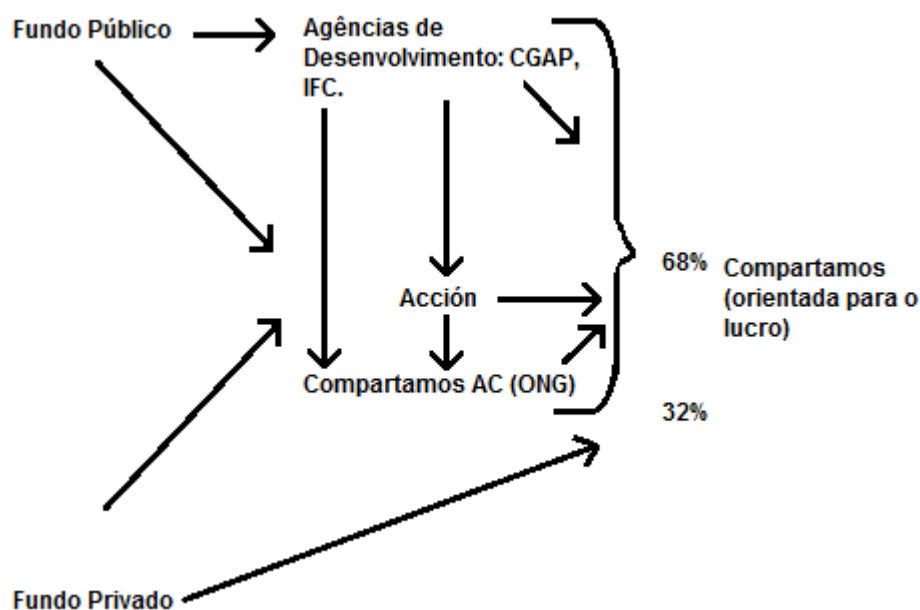 Fundo Público
Agências de
Desenvolvimento: CGAP,
IFC.
68%
Compartamos
(orientada para o
lucro)
Acción
Compartamos AC (ONG)
32%
Fundo Privado